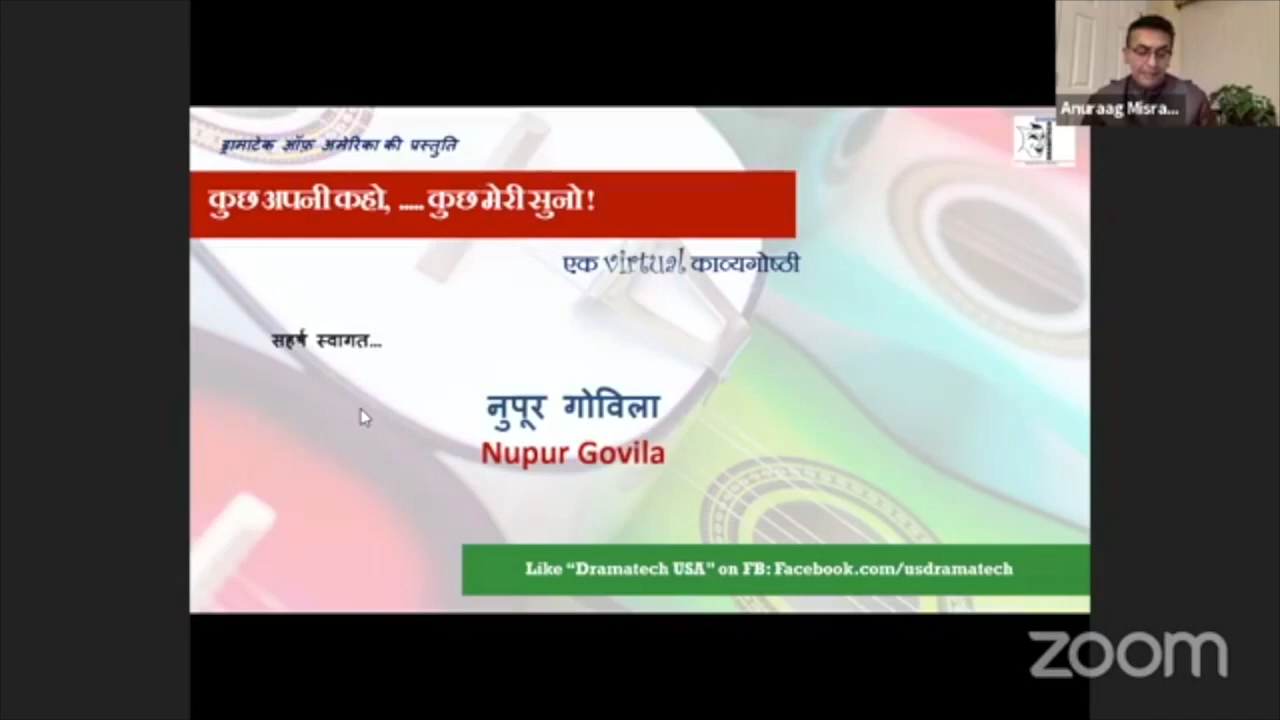 Anuraag Misra...
ड्रामाटेक ऑफ़ अमेरिका की प्रस्तुति
कुछ अपनी कहो, ..... कुछ मेरी सुनो !
एक virtual काव्यगोष्ठी
सहर्ष स्वागत...
नुपूर गोविला
Nupur Govila
Like “Dramatech USA” on FB: Facebook.com/usdramatech
zoom